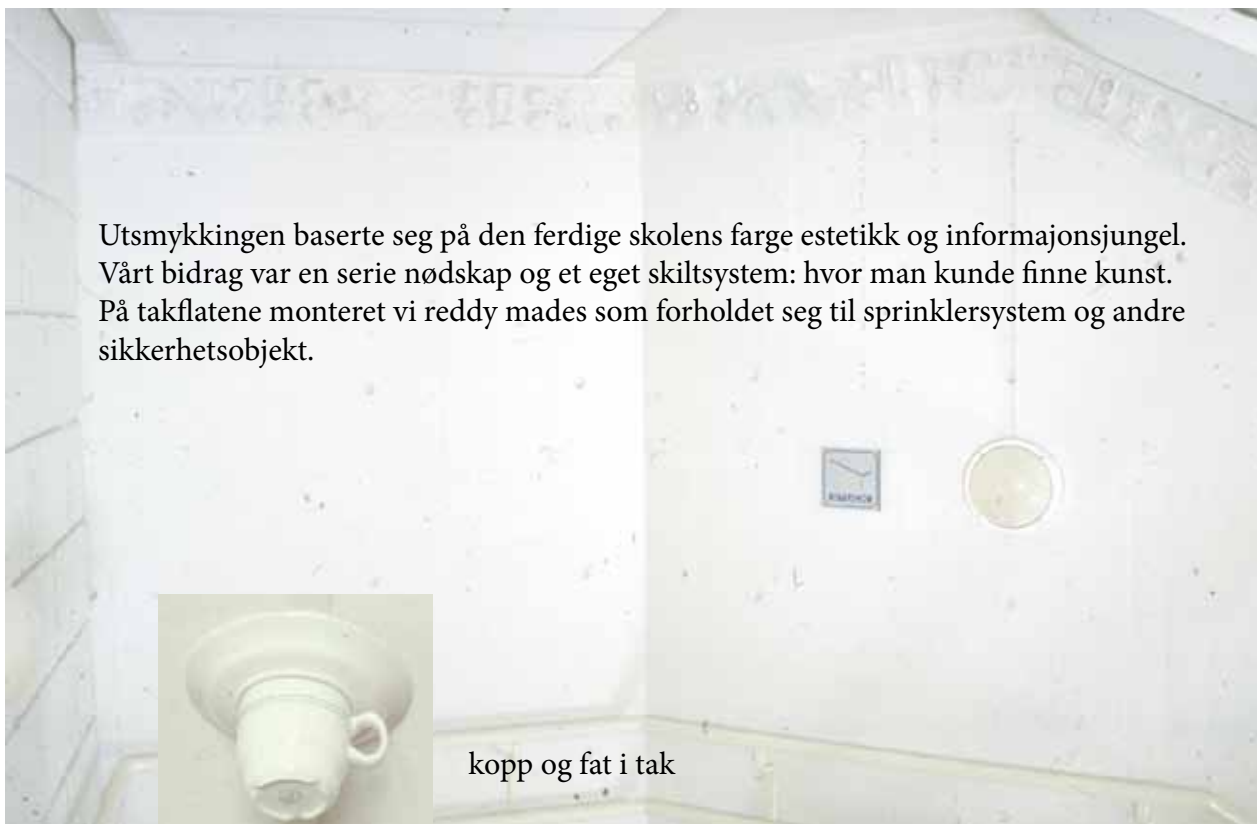 Utsmykkingen baserte seg på den ferdige skolens farge estetikk og informajonsjungel.
Vårt bidrag var en serie nødskap og et eget skiltsystem: hvor man kunde finne kunst.
På takflatene monteret vi reddy mades som forholdet seg til sprinklersystem og andre
sikkerhetsobjekt.
kopp og fat i tak